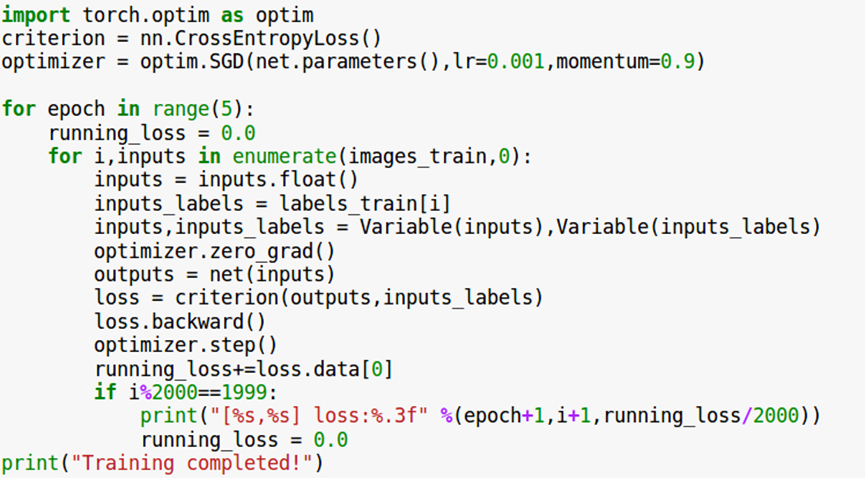 import torch.optim as optim
criterion = nn.CrossEntropyLoss()
optimizer = optim.SGD(net.parameters(),lr=0.001,momentum=0.9)

for epoch in range(5):
    running_loss = 0.0
    for i,inputs in enumerate(images_train,0):
        inputs = inputs.float()
        inputs_labels = labels_train[i]
        inputs,inputs_labels = Variable(inputs),Variable(inputs_labels)
        optimizer.zero_grad()
        outputs = net(inputs)
        loss = criterion(outputs,inputs_labels)
        loss.backward()
        optimizer.step()
        running_loss+=loss.data[0]
        if i%2000==1999:
            print("[%s,%s] loss:%.3f" %(epoch+1,i+1,running_loss/2000))
            running_loss = 0.0
print("Training completed!")